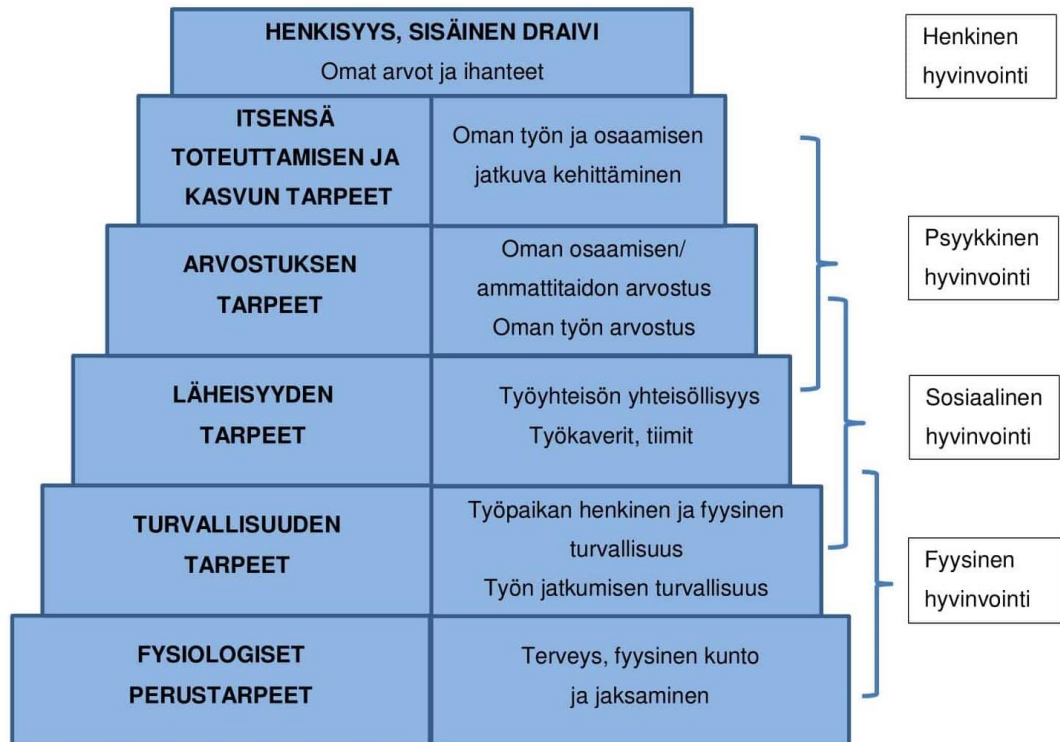 HENKISYYS, SISÄINEN DRAIVI
Omat arvot ja ihanteet
Henkinen
hyvinvointi
ITSENSÄ
TOTEUTTAMISEN JA
KASVUN TARPEET
Oman työn ja osaamisen
jatkuva kehittäminen
Psyykkinen
hyvinvointi
ARVOSTUKSEN
TARPEET
Oman osaamisen/
ammattitaidon arvostus
Oman työn arvostus
LÄHEISYYDEN
TARPEET
Työyhteisön yhteisöllisyys
Työkaverit, tiimit
Sosiaalinen
hyvinvointi
TURVALLISUUDEN
TARPEET
Työpaikan henkinen ja fyysinen
turvallisuus
Työn jatkumisen turvallisuus
Fyysinen
hyvinvointi
FYSIOLOGISET
PERUSTARPEET
Terveys, fyysinen kunto
ja jaksaminen